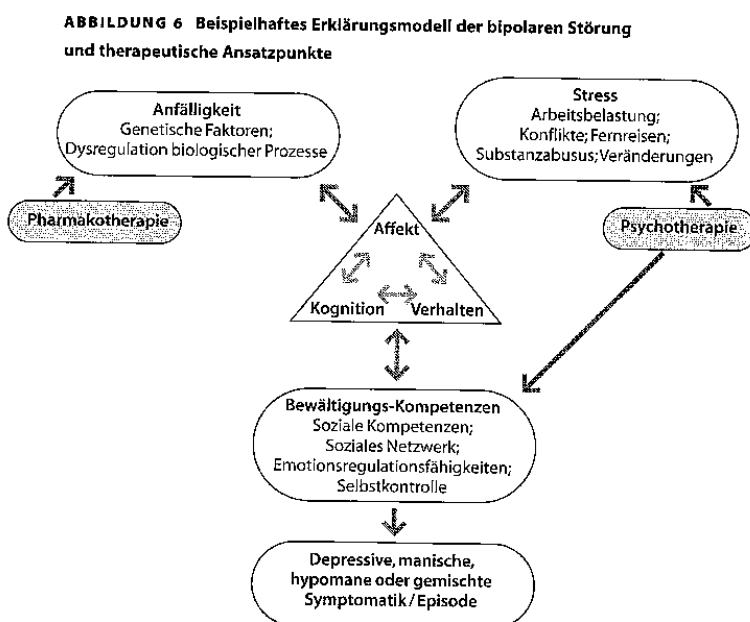 ABBILDUNG 6 Beispielhaftes Erklärungsmodell der bipolaren Störung
und therapeutische Ansatzpunkte
Anfälligkeit
Genetische Faktoren;
Dysregulation biologischer Prozesse
Stress
Arbeitsbelastung;
Konflikte; Fernreisen;
Substanzabusus; Veränderungen
Pharmakotherapie
Psychotherapie
Affekt
Kognition
Verhalten
Bewältigungs-Kompetenzen
Soziale Kompetenzen;
Soziales Netzwerk;
Emotionsregulationsfähigkeiten;
Selbstkontrolle
Depressive, manische,
hypomane oder gemischte
Symptomatik / Episode